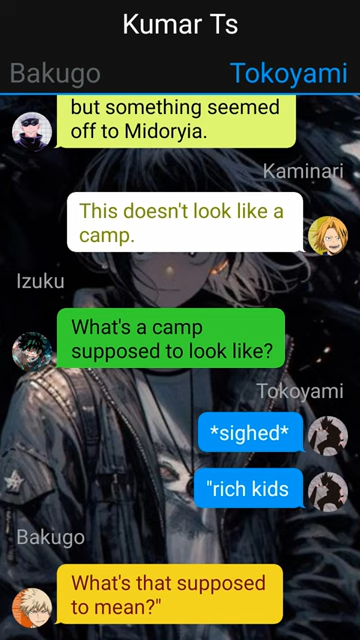 Kumar Ts
Bakugo
Tokoyami
but something seemed
off to Midoryia.
Kaminari
This doesn't look like a
camp.
Izuku
What's a camp
supposed to look like?
Tokoyami
*sighed*
"rich kids
Bakugo
What's that supposed
to mean?"